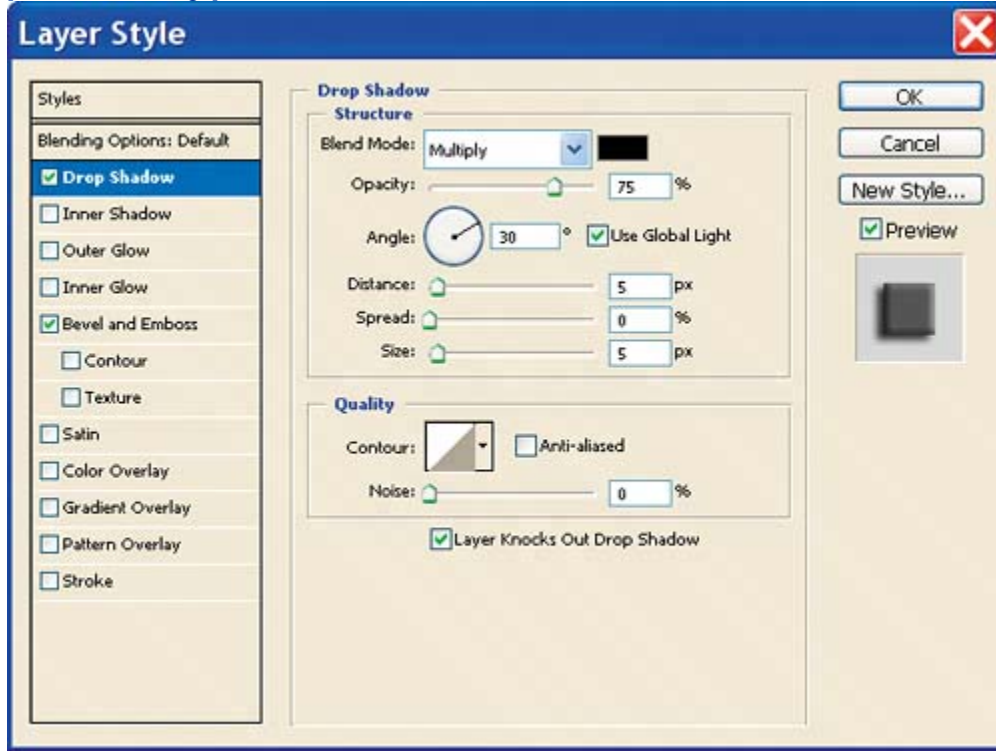 Layer Style
Styles
Blending Options: Default
Drop Shadow
Inner Shadow
Outer Glow
Inner Glow
Bevel and Emboss
Contour
Texture
Satin
Color Overlay
Gradient Overlay
Pattern Overlay
Stroke
Drop Shadow
Structure
Blend Mode: Multiply
Opacity: 75 %
Angle: 30 ° Use Global Light
Distance: 5 px
Spread: 0 %
Size: 5 px
Quality
Contour: Anti-aliased
Noise: 0 %
Layer Knocks Out Drop Shadow
OK
Cancel
New Style...
Preview